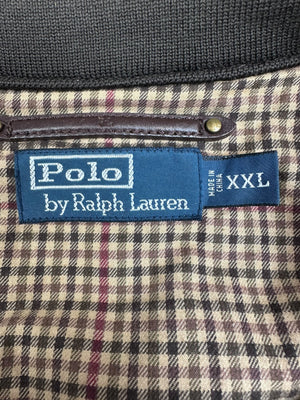 Polo
by Ralph Lauren
MADE IN
CHINA
XXL